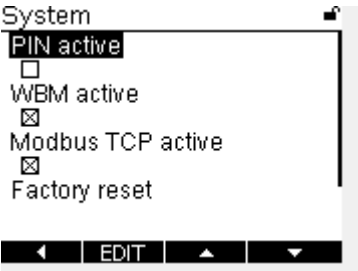 System
PIN active
WBM active
Modbus TCP active
Factory reset
EDIT